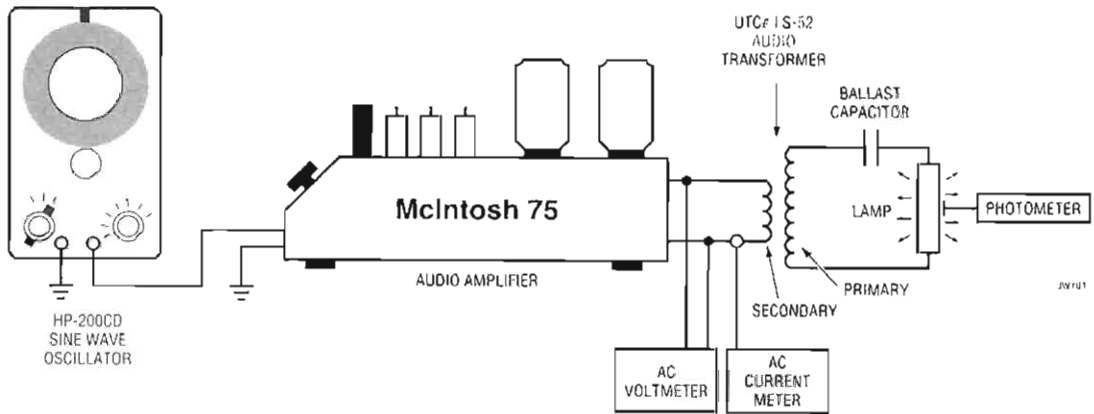 UTC# LS-52
AUDIO
TRANSFORMER
BALLAST
CAPACITOR
McIntosh 75
LAMP
PHOTOMETER
AUDIO AMPLIFIER
SECONDARY
PRIMARY
HP-200CD
SINE WAVE
OSCILLATOR
AC
VOLTMETER
AC
CURRENT
METER